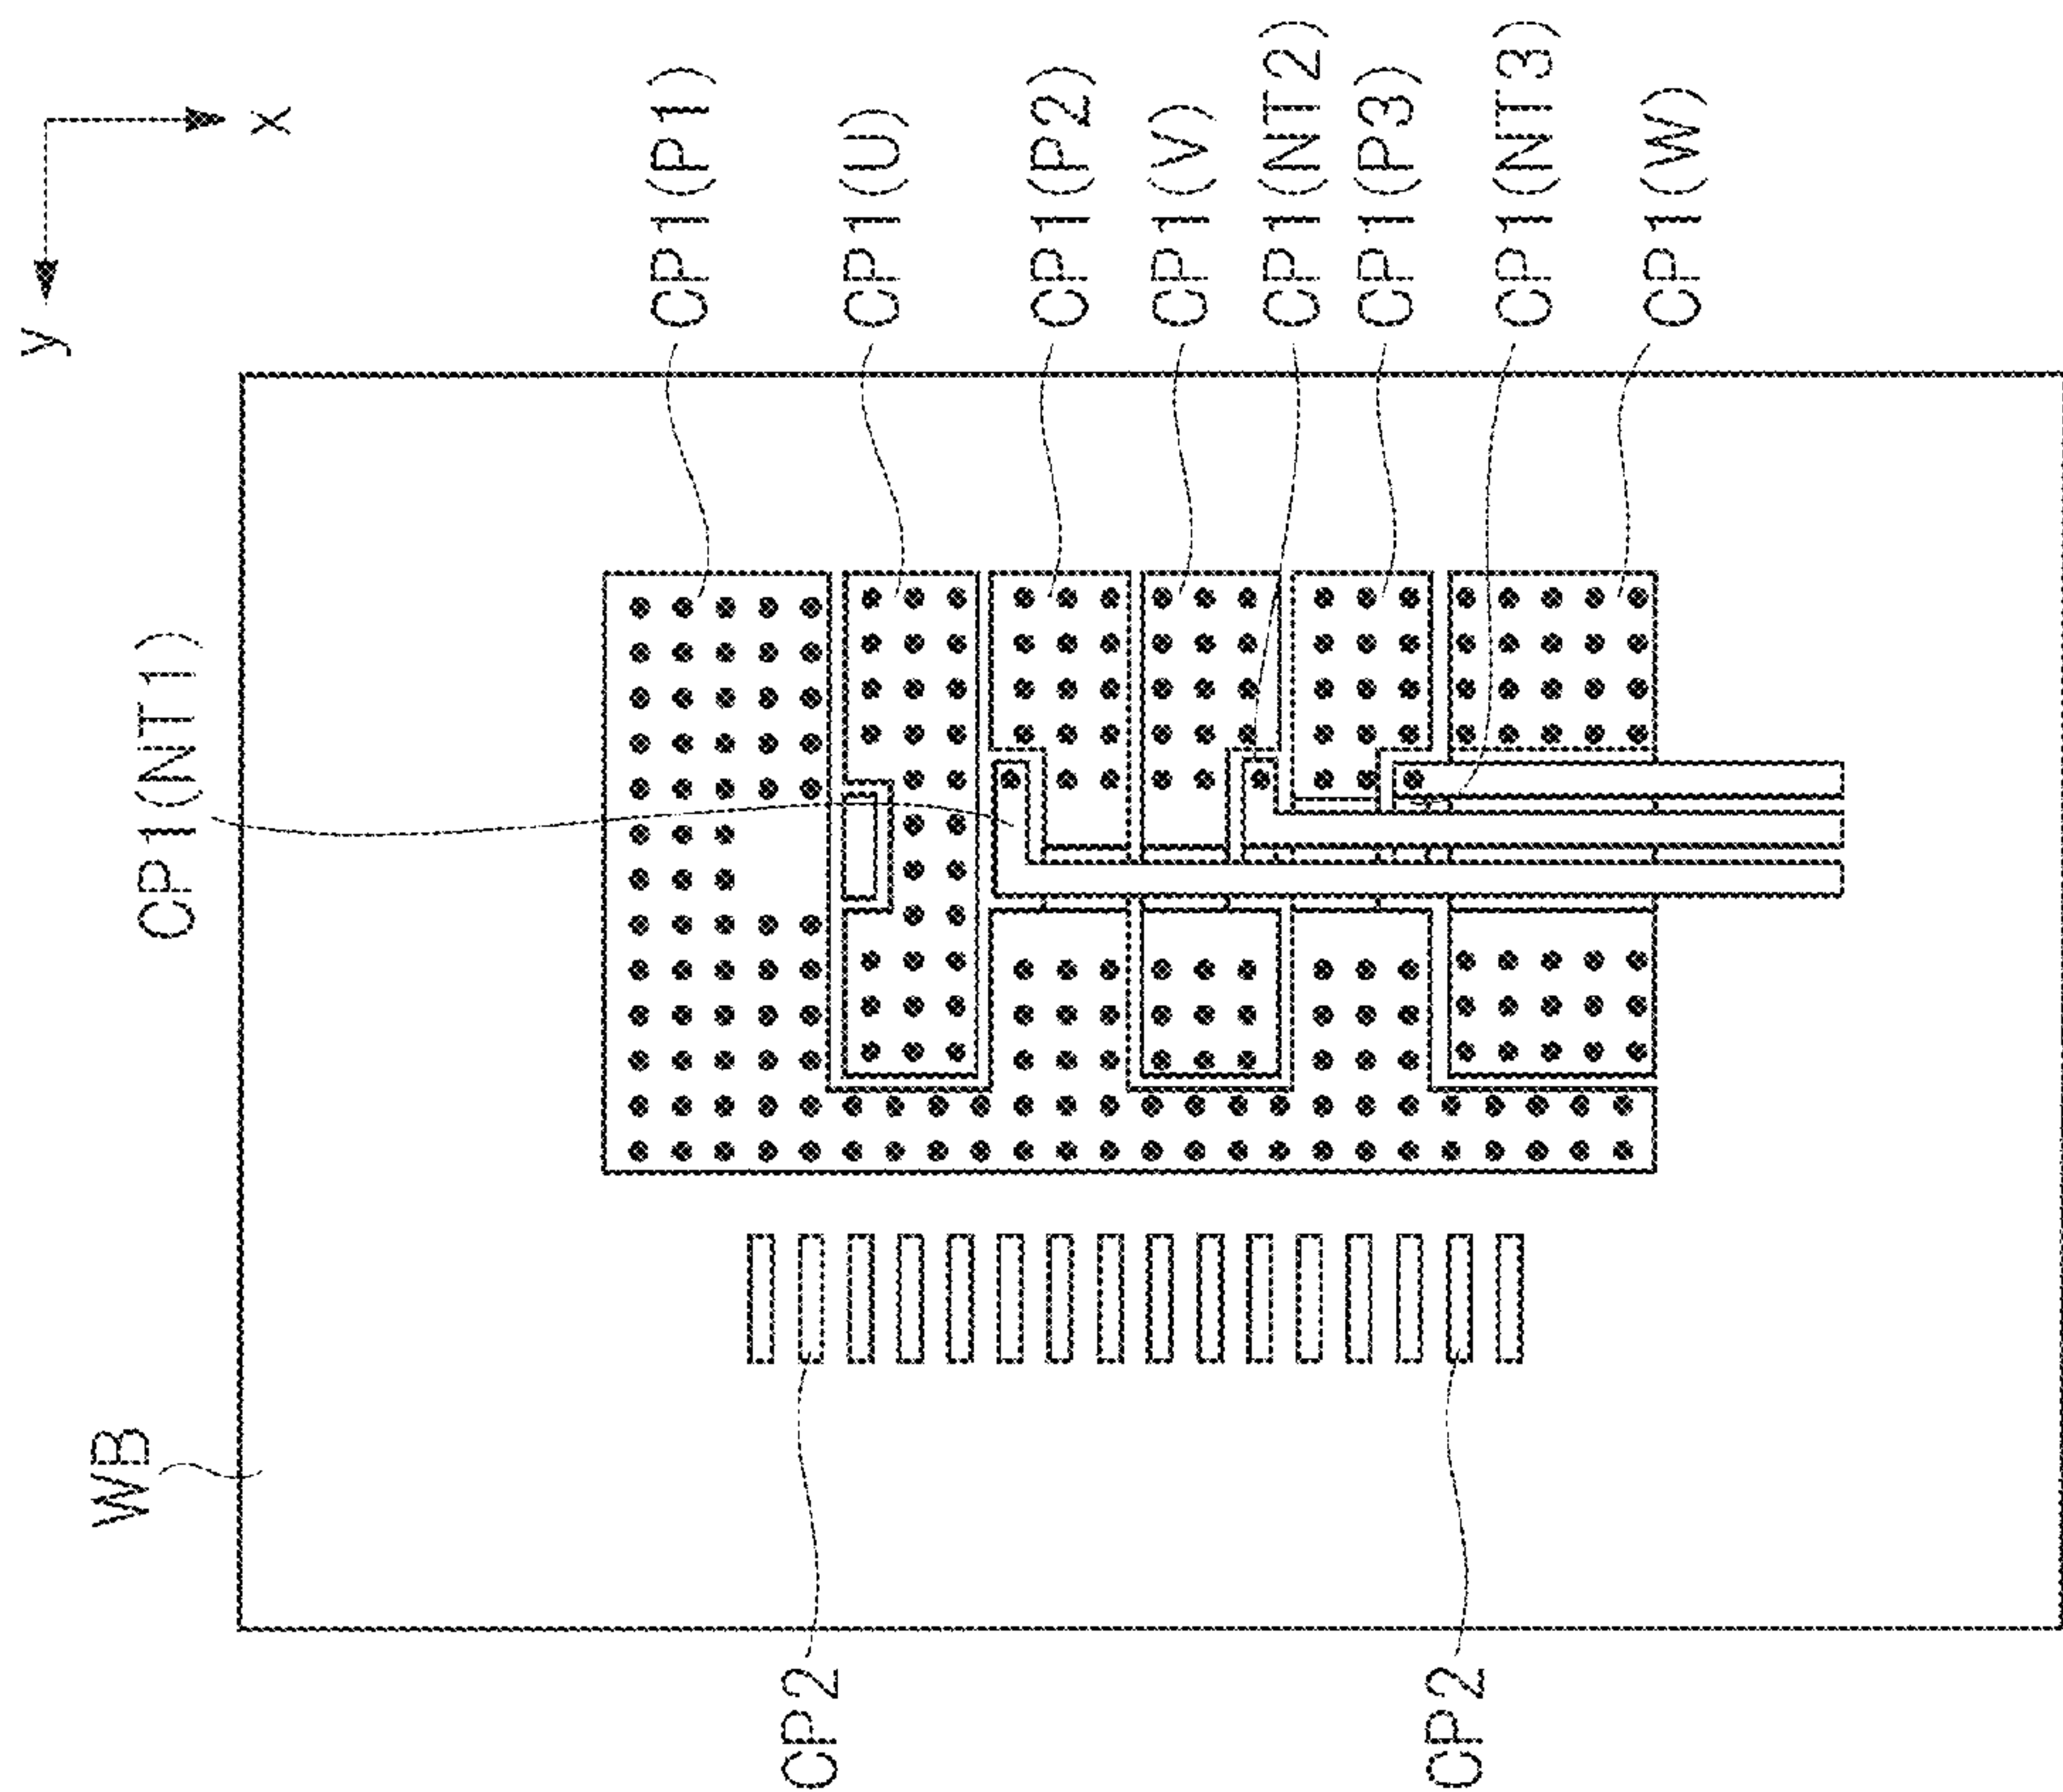 y
x
CP1(NT1)
CP1(P1)
CP1(U)
CP1(P2)
CP1(V)
CP1(NT2)
CP1(P3)
CP1(NT3)
CP1(W)
WB
CP2
CP2